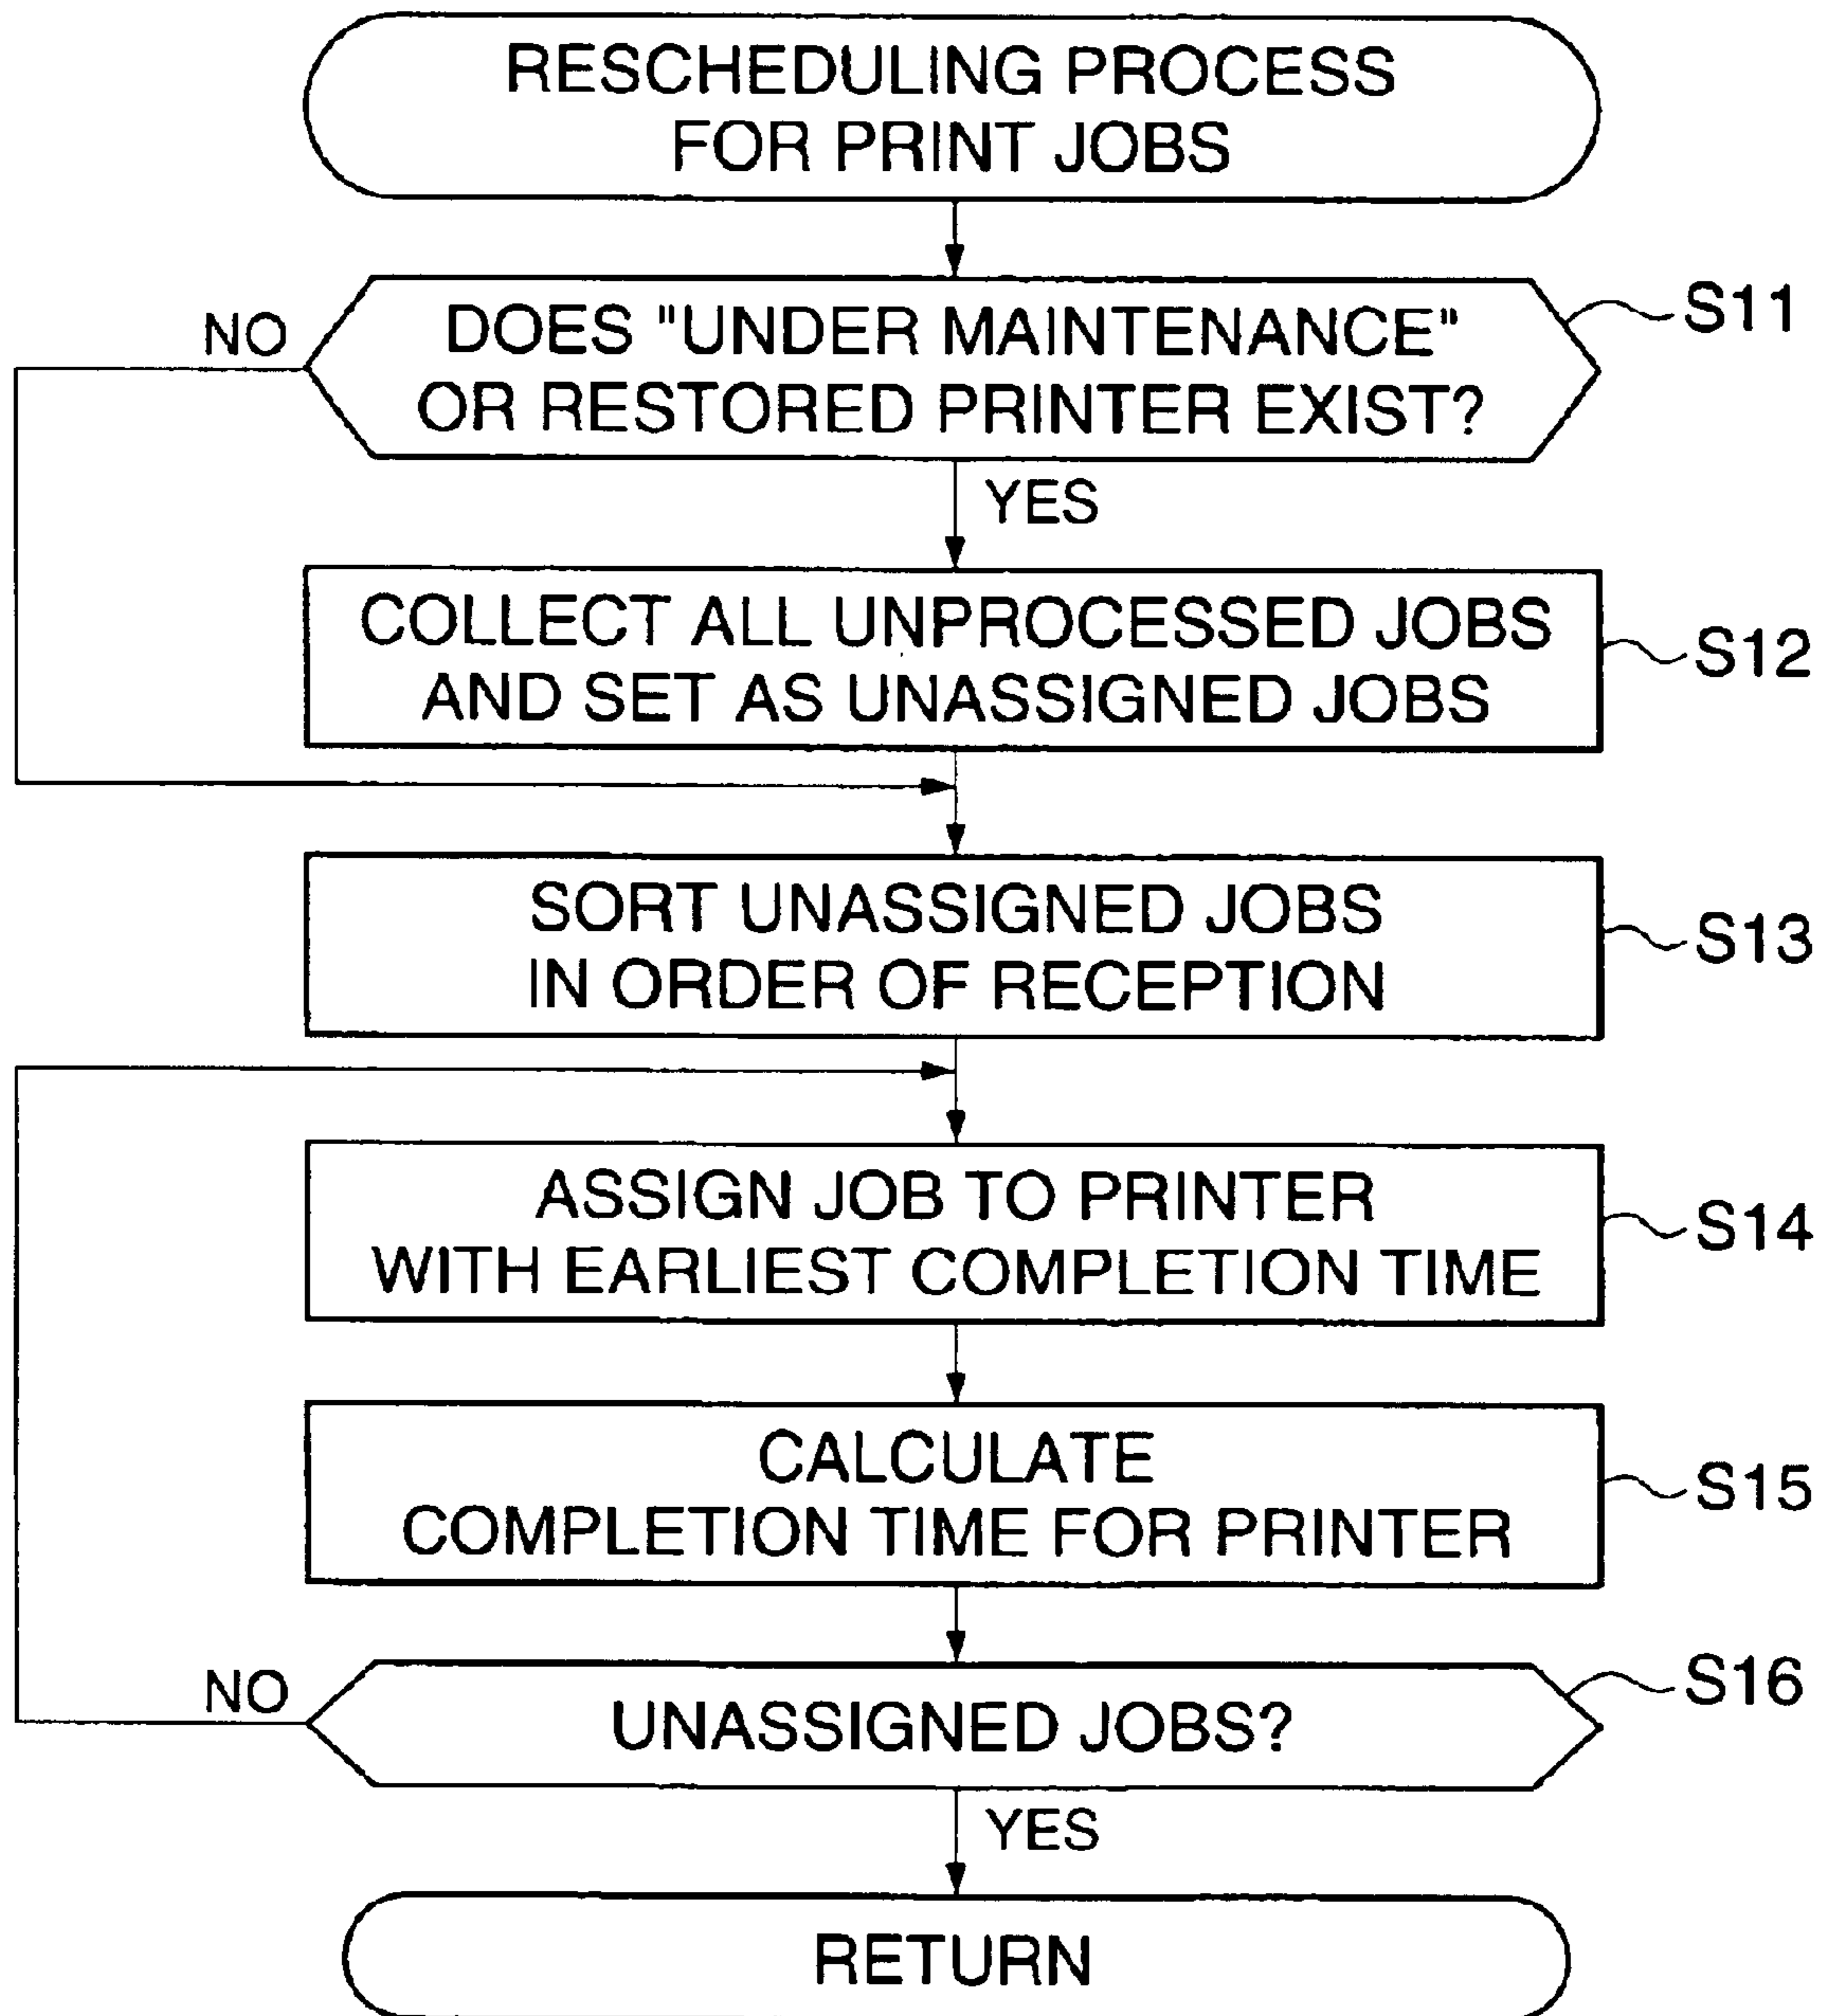 RESCHEDULING PROCESS
FOR PRINT JOBS
DOES "UNDER MAINTENANCE"
OR RESTORED PRINTER EXIST?
S11
NO
YES
COLLECT ALL UNPROCESSED JOBS
AND SET AS UNASSIGNED JOBS
S12
SORT UNASSIGNED JOBS
IN ORDER OF RECEPTION
S13
ASSIGN JOB TO PRINTER
WITH EARLIEST COMPLETION TIME
S14
CALCULATE
COMPLETION TIME FOR PRINTER
S15
UNASSIGNED JOBS?
S16
NO
YES
RETURN